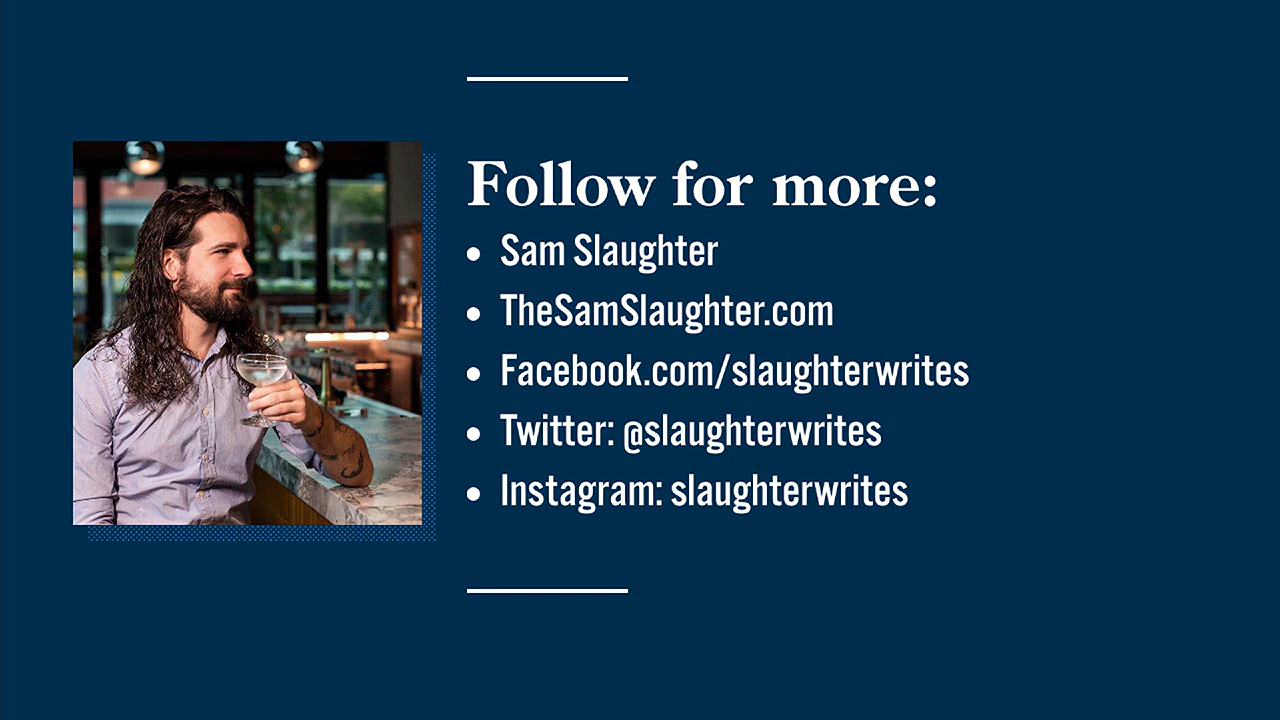 Follow for more:
• Sam Slaughter
• TheSamSlaughter.com
• Facebook.com/slaughterwrites
• Twitter: @slaughterwrites
• Instagram: slaughterwrites